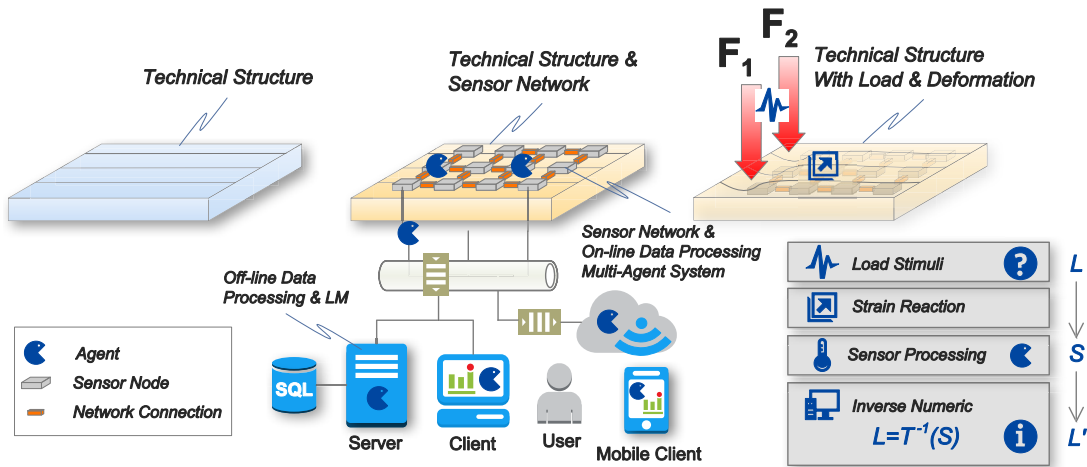 Technical Structure
Technical Structure &
Sensor Network
F1
F2
Technical Structure
With Load & Deformation
Sensor Network &
On-line Data Processing
Multi-Agent System
Off-line Data
Processing & LM
Agent
Sensor Node
Network Connection
SQL
Server
Client
User
Mobile Client
Load Stimuli
?
L
Strain Reaction
Sensor Processing
S
Inverse Numeric
L=T⁻¹(S)
i
L'